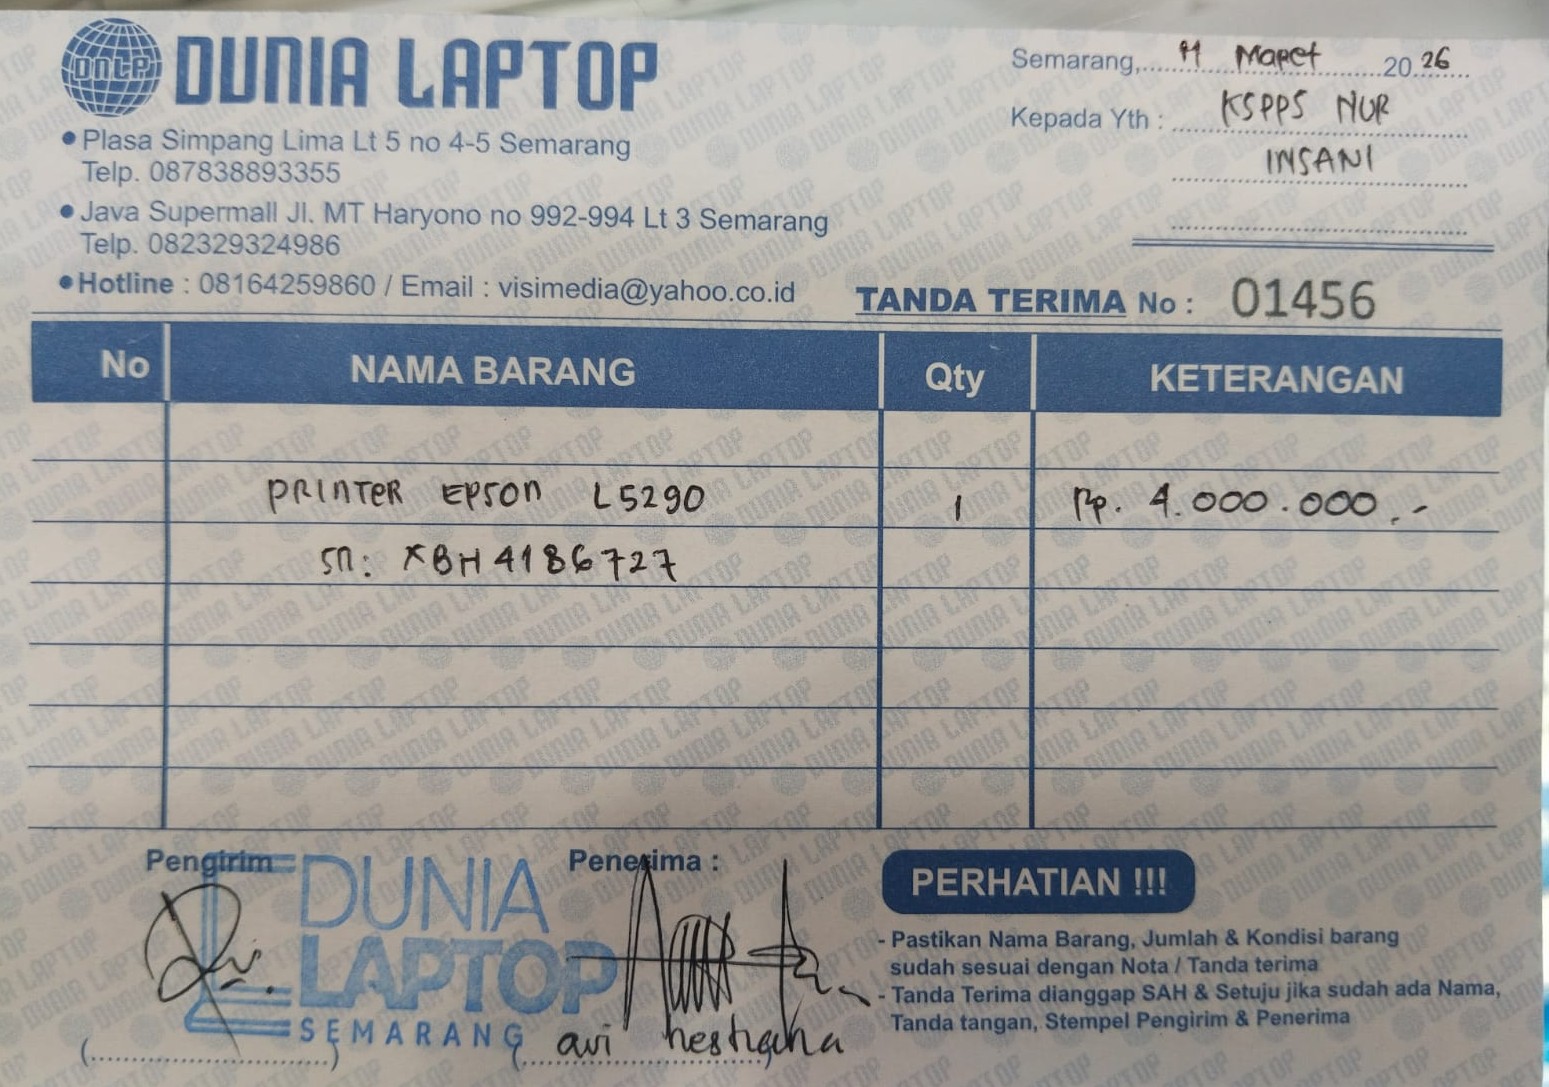 DUNIA LAPTOP
DNLP
Plasa Simpang Lima Lt 5 no 4-5 Semarang
Telp. 087838893355
Java Supermall Jl. MT Haryono no 992-994 Lt 3 Semarang
Telp. 082329324986
Hotline : 08164259860 / Email : visimedia@yahoo.co.id
Semarang, Maret 2026
Kepada Yth : KSPPS NUR
INSANI
TANDA TERIMA No : 01456
No NAMA BARANG Qty KETERANGAN
PRINTER EPSON L5290 1 Rp. 4.000.000.-
SN: XBH4186727
Pengirim Penerima :
DUNIA
LAPTOP
SEMARANG
avi
PERHATIAN !!!
- Pastikan Nama Barang, Jumlah & Kondisi barang
sudah sesuai dengan Nota / Tanda terima
- Tanda Terima dianggap SAH & Setuju jika sudah ada Nama,
Tanda tangan, Stempel Pengirim & Penerima